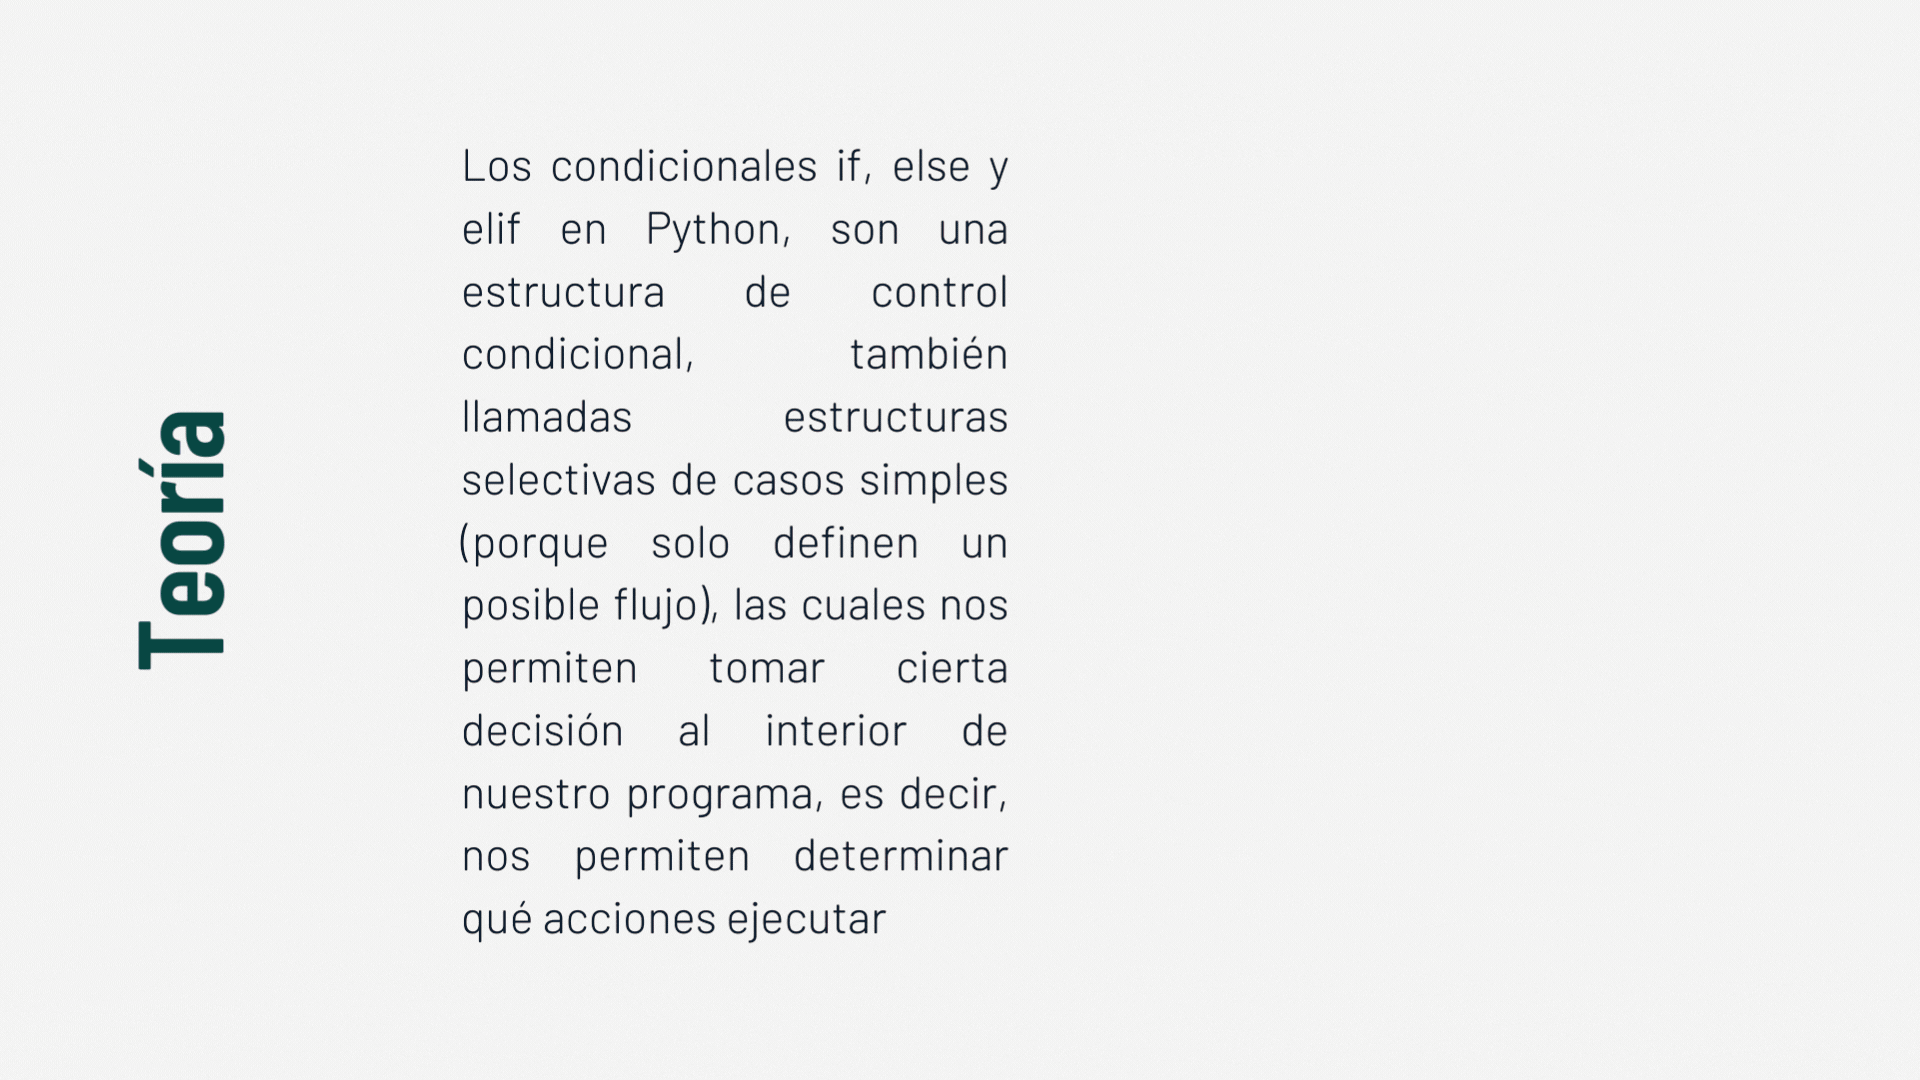 Teoría
Los condicionales if, else y
elif en Python, son una
estructura de control
condicional, también
llamadas estructuras
selectivas de casos simples
(porque solo definen un
posible flujo), las cuales nos
permiten tomar cierta
decisión al interior de
nuestro programa, es decir,
nos permiten determinar
qué acciones ejecutar